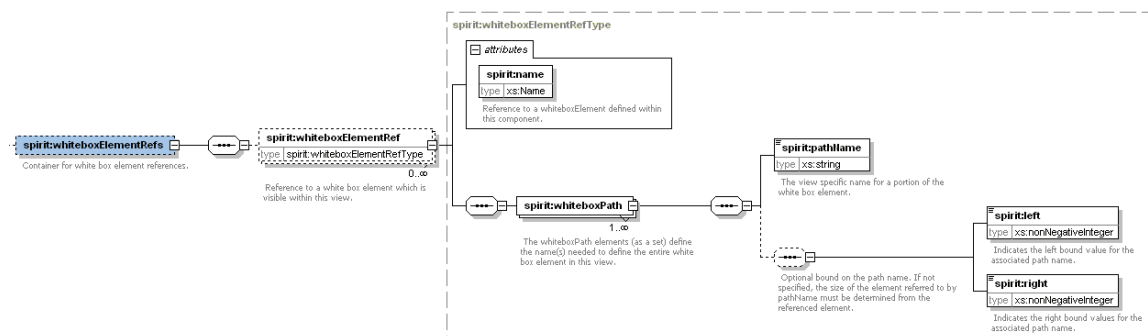 spirit:whiteboxElementRefType
attributes
spirit:name
type xs:Name
Reference to a whiteboxElement defined within
this component.
spirit:whiteboxElementRefs
Container for white box element references.
spirit:whiteboxElementRef
type spirit:whiteboxElementRefType
0..∞
Reference to a white box element which is
visible within this view.
spirit:whiteboxPath
1..∞
The whiteboxPath elements (as a set) define
the name(s) needed to define the entire white
box element in this view.
spirit:pathName
type xs:string
The view specific name for a portion of the
white box element.
Optional bound on the path name. If not
specified, the size of the element referred to by
pathName must be determined from the
referenced element.
spirit:left
type xs:nonNegativeInteger
Indicates the left bound value for the
associated path name.
spirit:right
type xs:nonNegativeInteger
Indicates the right bound values for the
associated path name.